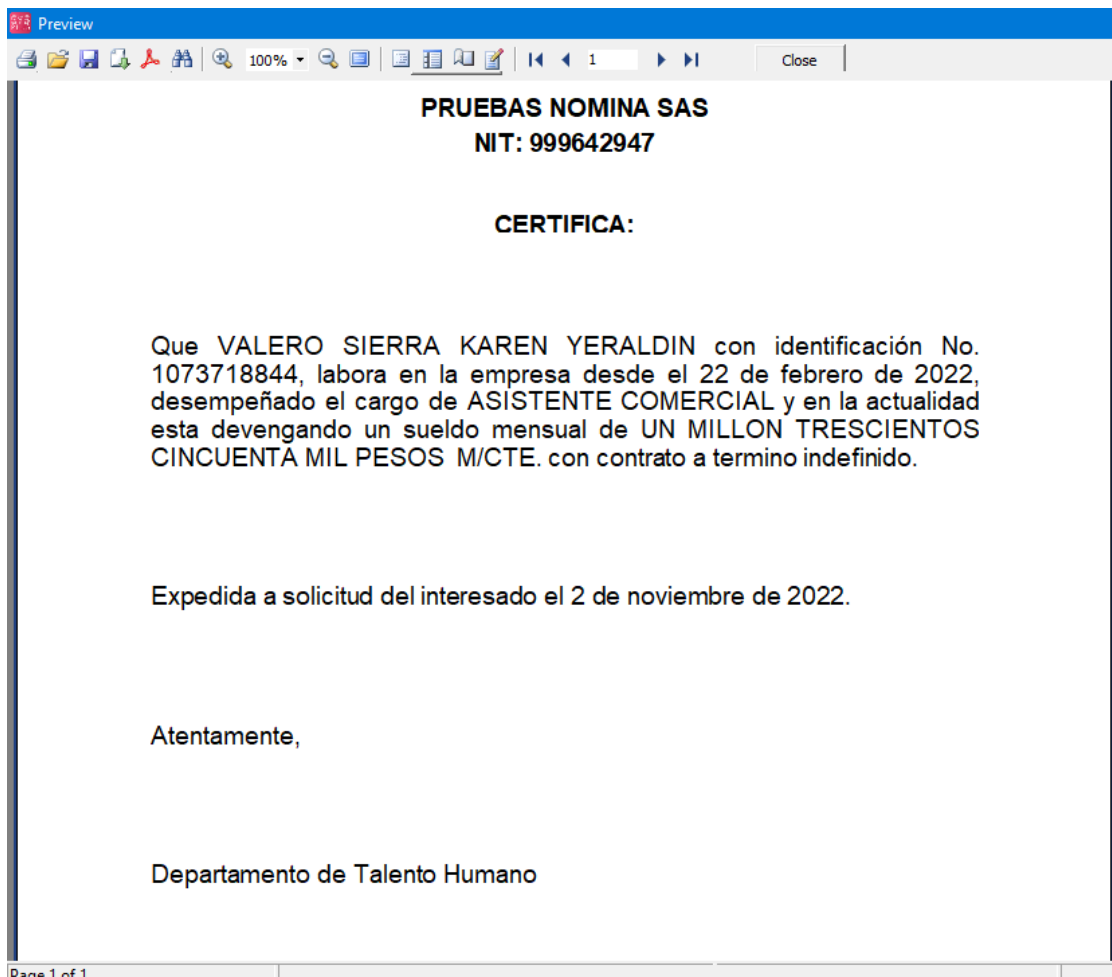 Preview
100% 1 Close
PRUEBAS NOMINA SAS
NIT: 999642947
CERTIFICA:
Que VALERO SIERRA KAREN YERALDIN con identificación No.
1073718844, labora en la empresa desde el 22 de febrero de 2022,
desempeñado el cargo de ASISTENTE COMERCIAL y en la actualidad
esta devengando un sueldo mensual de UN MILLON TRESCIENTOS
CINCUENTA MIL PESOS M/CTE. con contrato a termino indefinido.
Expedida a solicitud del interesado el 2 de noviembre de 2022.
Atentamente,
Departamento de Talento Humano
Page 1 of 1